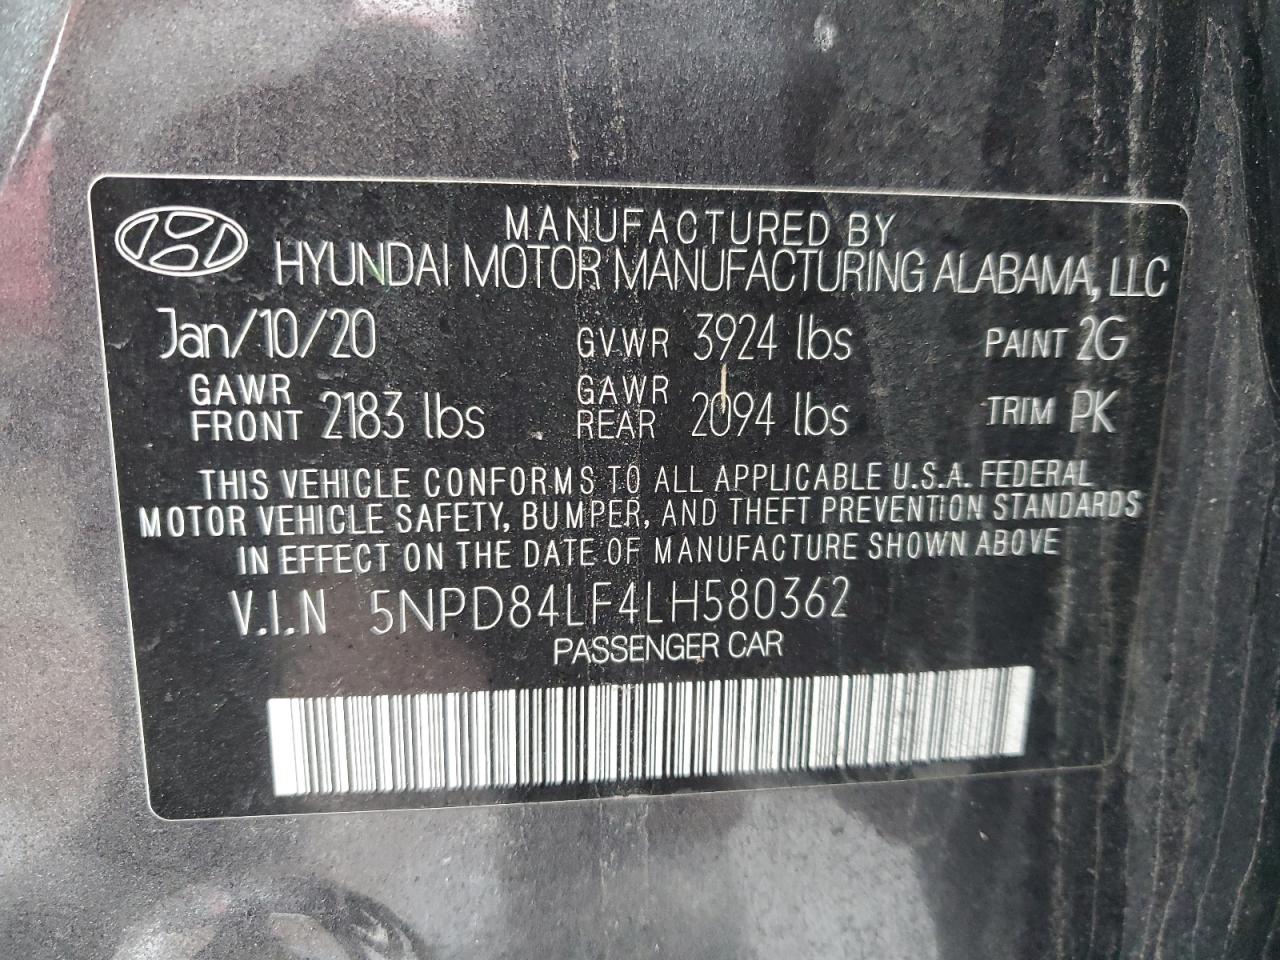 MANUFACTURED BY
HYUNDAI MOTOR MANUFACTURING ALABAMA, LLC
Jan/10/20 GVWR 3924 lbs PAINT 2G
GAWR FRONT 2183 lbs GAWR REAR 2094 lbs TRIM PK
THIS VEHICLE CONFORMS TO ALL APPLICABLE U.S.A. FEDERAL
MOTOR VEHICLE SAFETY, BUMPER, AND THEFT PREVENTION STANDARDS
IN EFFECT ON THE DATE OF MANUFACTURE SHOWN ABOVE
V.I.N 5NPD84LF4LH580362
PASSENGER CAR